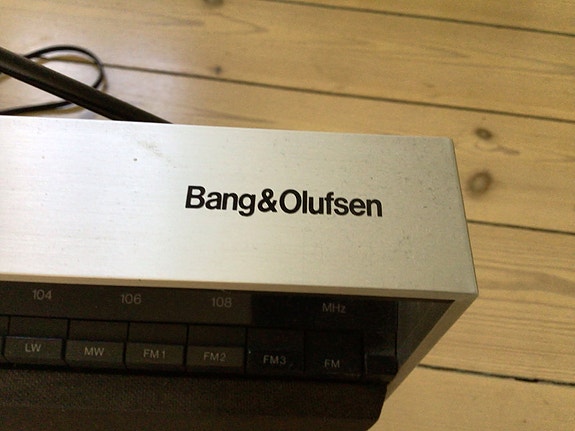 Bang&Olufsen
104 106 108 MHz
LW MW FM1 FM2 FM3 FM